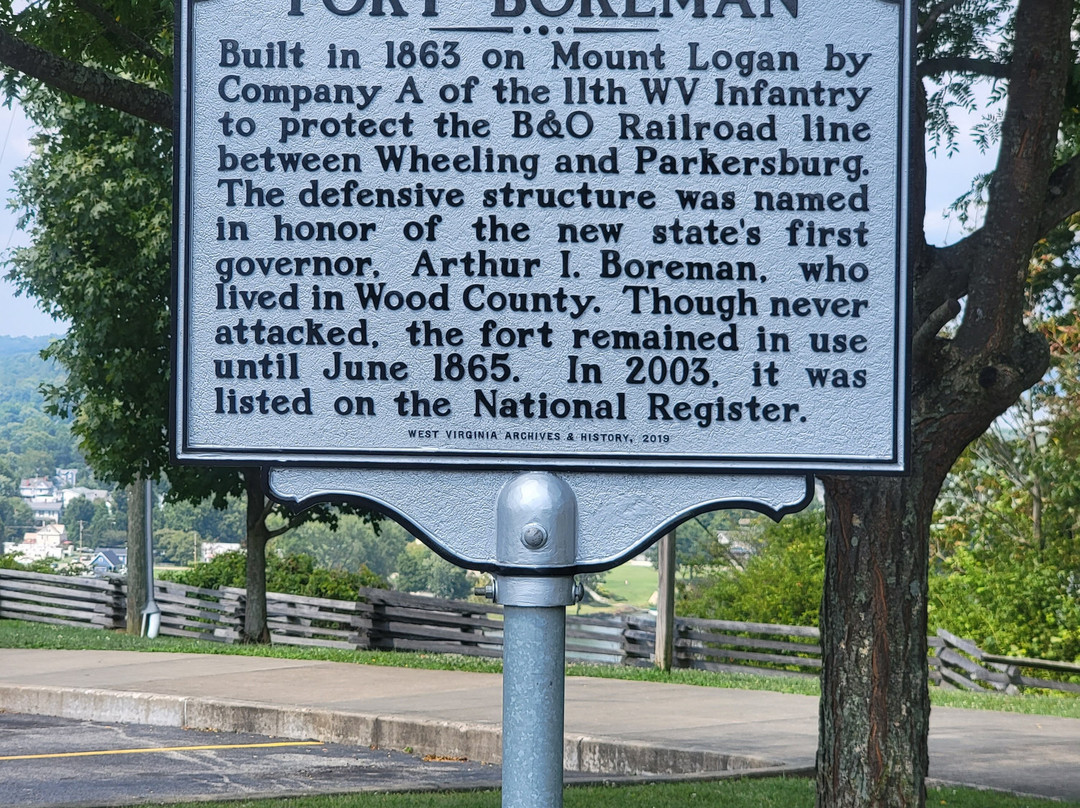 FORT BOREMAN
Built in 1863 on Mount Logan by
Company A of the 11th WV Infantry
to protect the B&O Railroad line
between Wheeling and Parkersburg.
The defensive structure was named
in honor of the new state's first
governor, Arthur I. Boreman, who
lived in Wood County. Though never
attacked, the fort remained in use
until June 1865. In 2003, it was
listed on the National Register.
WEST VIRGINIA ARCHIVES & HISTORY, 2019